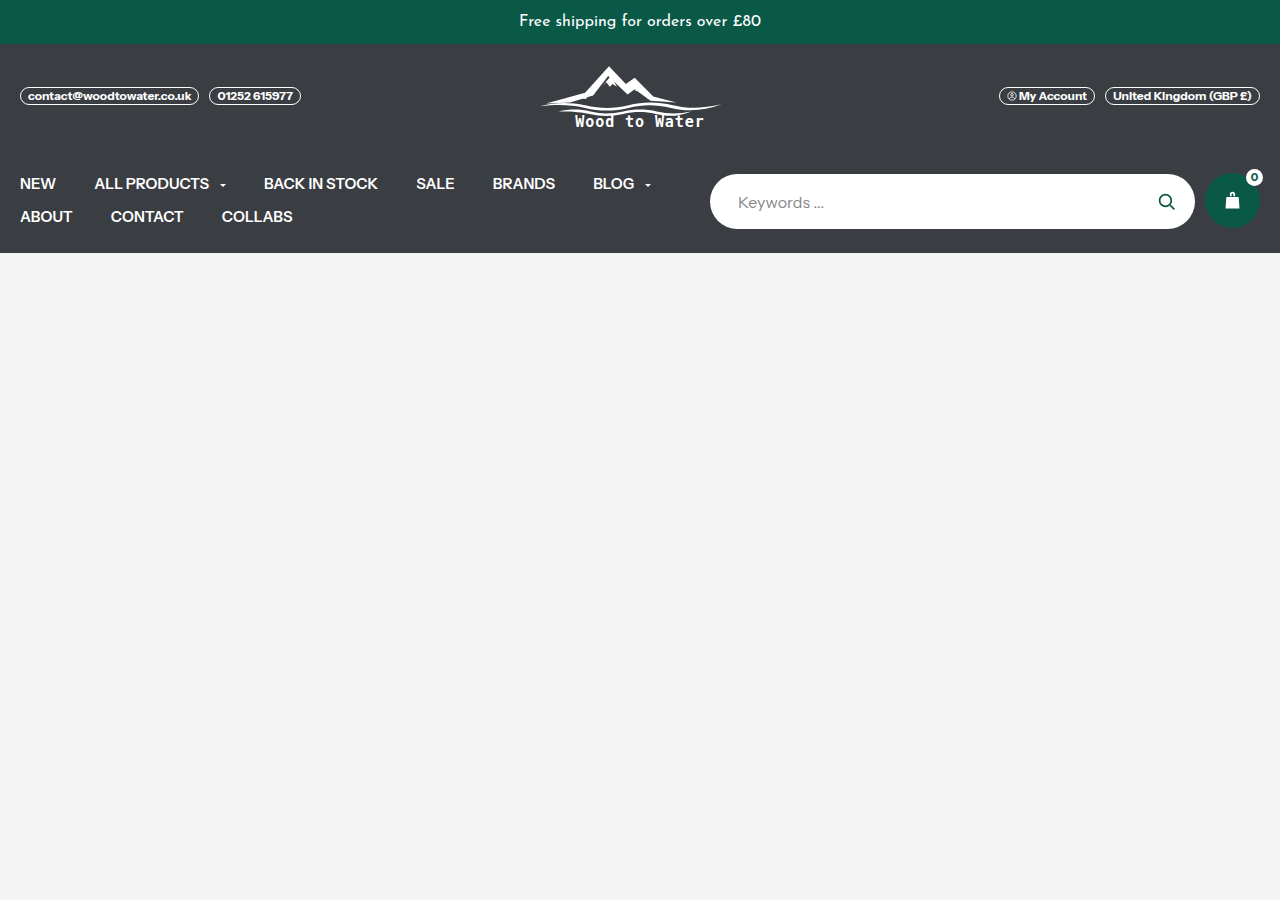 Free shipping for orders over £80
contact@woodtowater.co.uk
01252 615977
Wood to Water
My Account
United Kingdom (GBP £)
NEW
ALL PRODUCTS
BACK IN STOCK
SALE
BRANDS
BLOG
ABOUT
CONTACT
COLLABS
Keywords ...
0